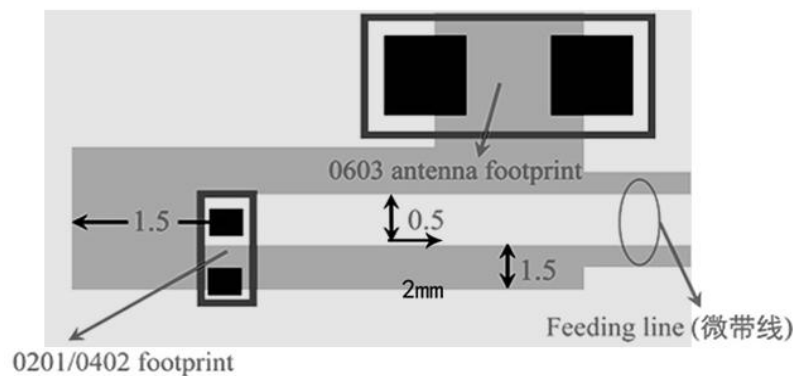 0603 antenna footprint
1.5
0.5
1.5
2mm
Feeding line (微带线)
0201/0402 footprint